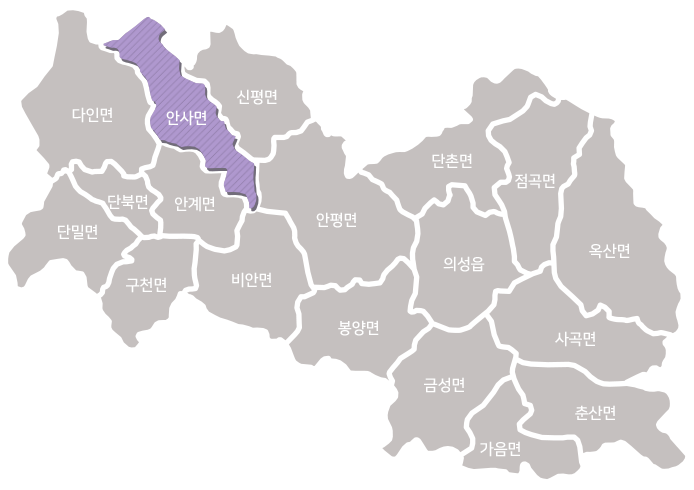 신평면
다인면
안사면
단촌면
점곡면
단북면
안계면
안평면
단밀면
옥산면
의성읍
비안면
구천면
봉양면
사곡면
금성면
춘산면
가음면